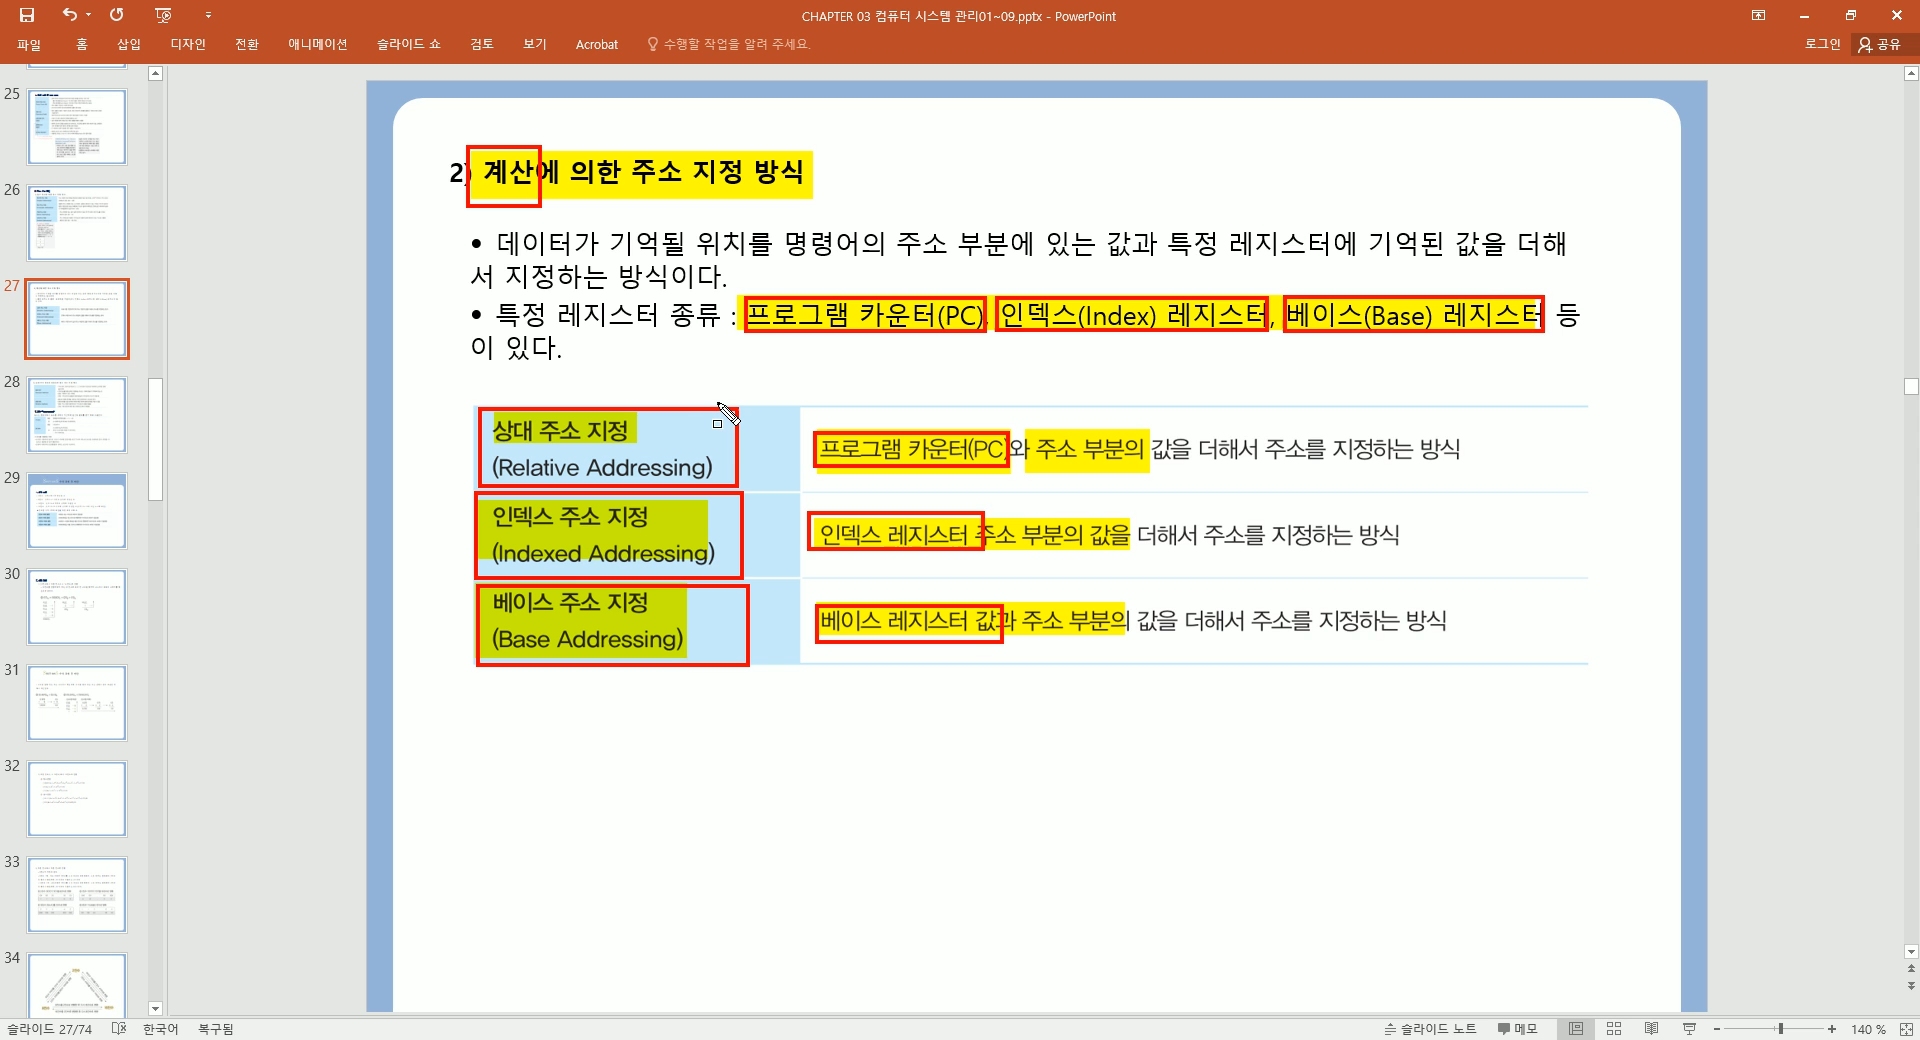 CHAPTER 03 컴퓨터 시스템 관리01~09.pptx - PowerPoint
파일 홈 삽입 디자인 전환 애니메이션 슬라이드 쇼 검토 보기 Acrobat 수행할 작업을 알려 주세요. 로그인 공유
25
26
27
28
29
30
31
32
33
34
2) 계산에 의한 주소 지정 방식
• 데이터가 기억될 위치를 명령어의 주소 부분에 있는 값과 특정 레지스터에 기억된 값을 더해
서 지정하는 방식이다.
• 특정 레지스터 종류 : 프로그램 카운터(PC), 인덱스(Index) 레지스터, 베이스(Base) 레지스터 등
이 있다.
상대 주소 지정
(Relative Addressing)
프로그램 카운터(PC)와 주소 부분의 값을 더해서 주소를 지정하는 방식
인덱스 주소 지정
(Indexed Addressing)
인덱스 레지스터 주소 부분의 값을 더해서 주소를 지정하는 방식
베이스 주소 지정
(Base Addressing)
베이스 레지스터 값과 주소 부분의 값을 더해서 주소를 지정하는 방식
슬라이드 27/74 한국어 복구됨 슬라이드 노트 메모 140 %